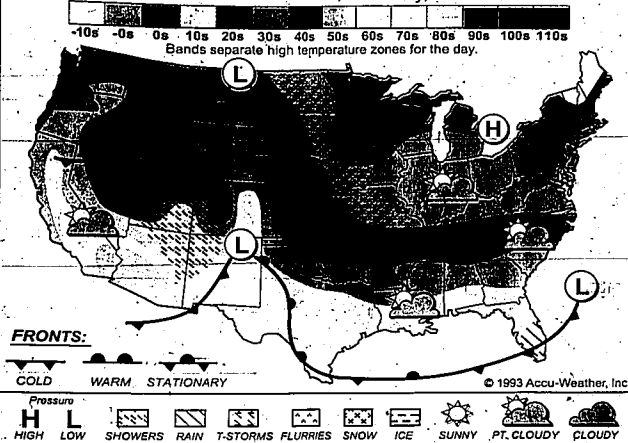 -10s -0s 0s 10s 20s 30s 40s 50s 60s 70s 80s 90s 100s 110s
Bands separate high temperature zones for the day.
L
H
L
L
FRONTS:
COLD WARM STATIONARY
© 1993 Accu-Weather, Inc
Pressure
H L
HIGH LOW SHOWERS RAIN T-STORMS FLURRIES SNOW ICE SUNNY PT. CLOUDY CLOUDY